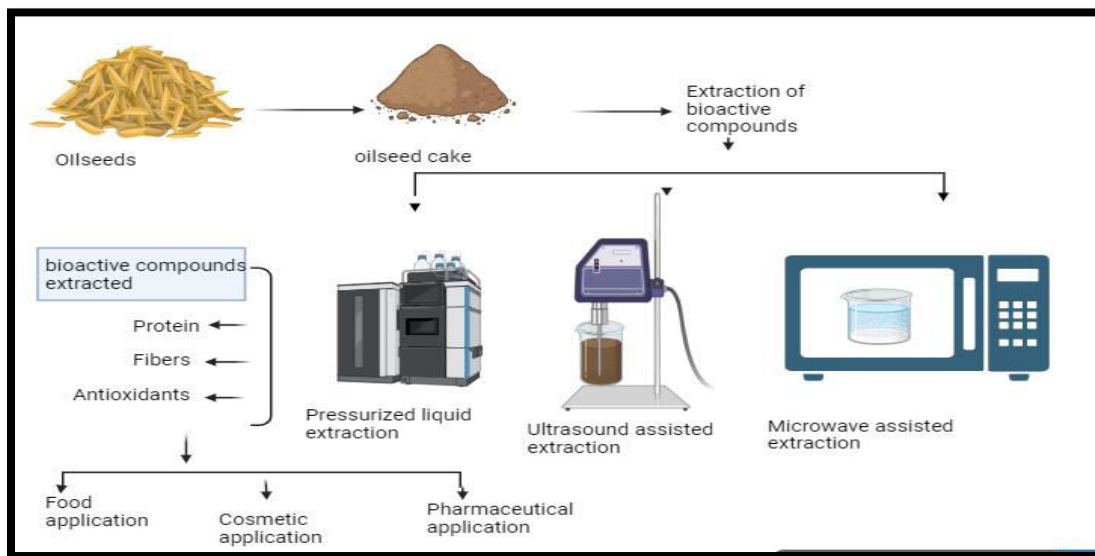 OIlseeds
oilseed cake
Extraction of
bioactive
compounds
bioactive compounds
extracted
Protein
Fibers
Antioxidants
Pressurized liquid
extraction
Ultrasound assisted
extraction
Microwave assisted
extraction
Food
application
Cosmetic
application
Pharmaceutical
application